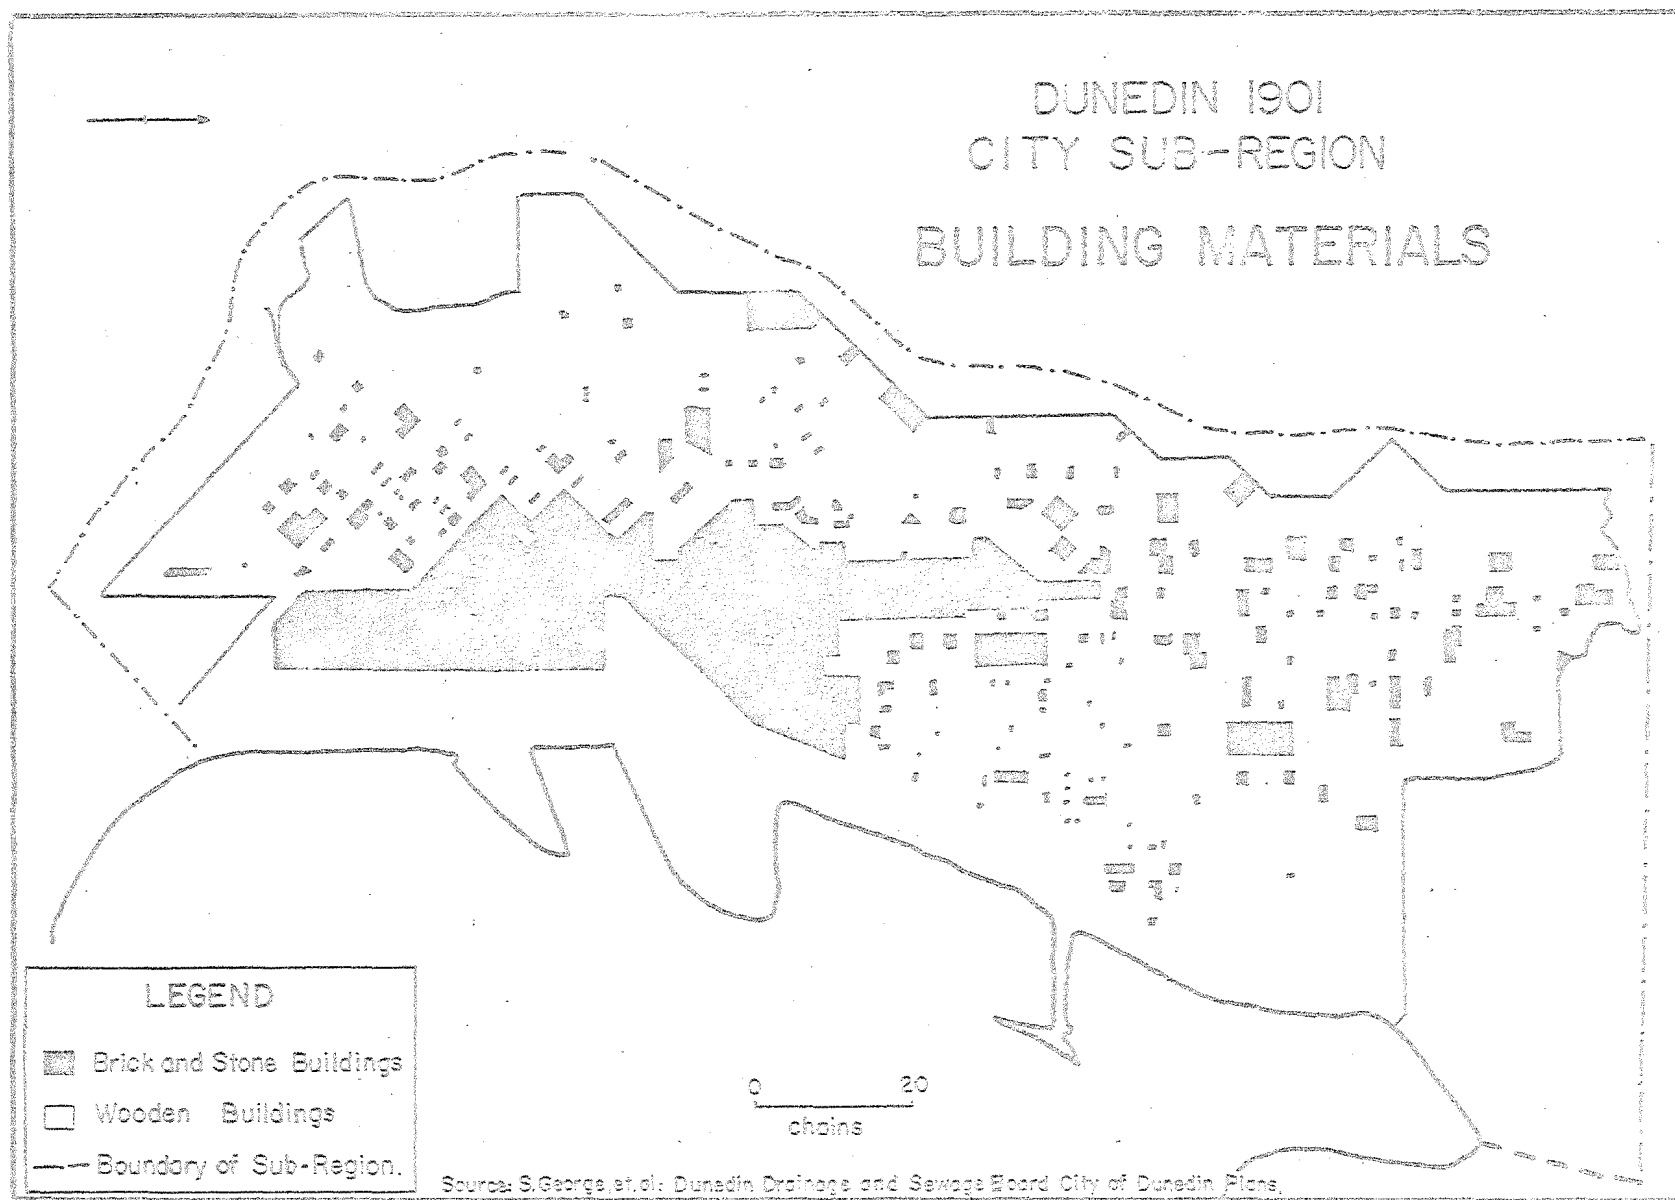 DUNEDIN 1901
CITY SUB-REGION
BUILDING MATERIALS
LEGEND
Brick and Stone Buildings
Wooden Buildings
Boundary of Sub-Region.
0 20
chains
Source: S.George, et.al: Dunedin Drainage and Sewage Board City of Dunedin Plans.